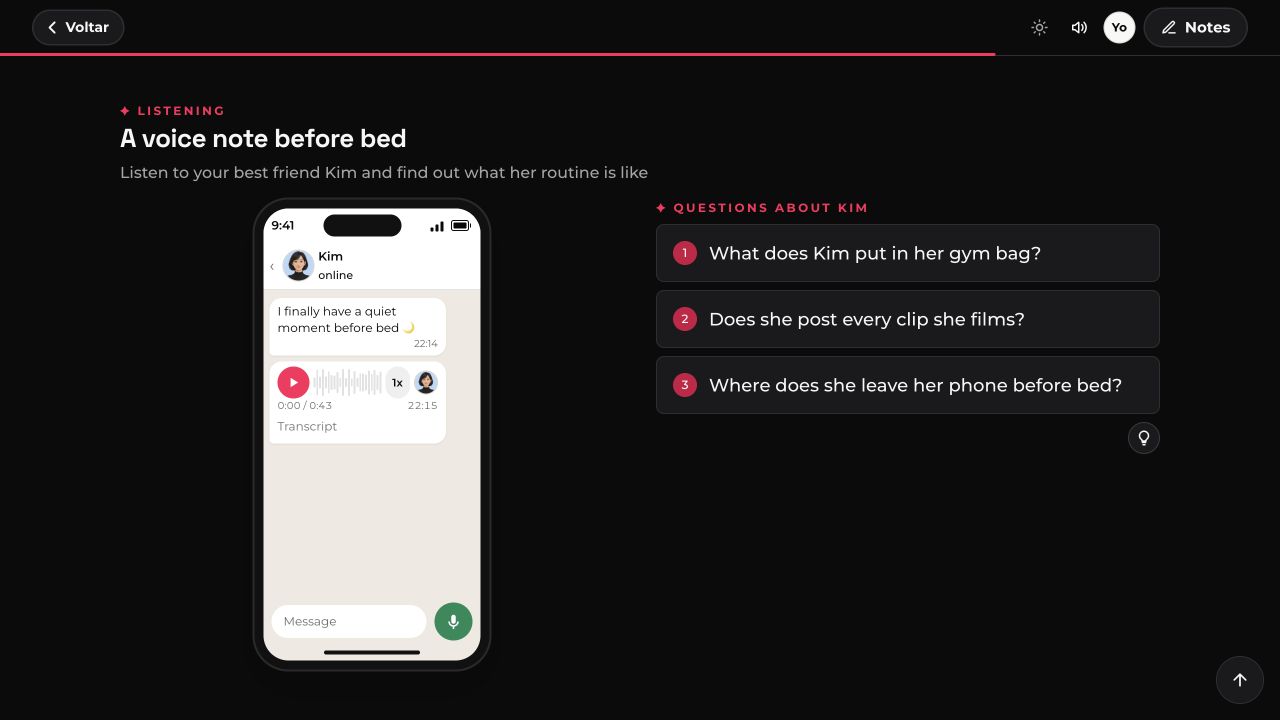 Voltar
Yo
Notes
LISTENING
A voice note before bed
Listen to your best friend Kim and find out what her routine is like
9:41
Kim
online
I finally have a quiet
moment before bed 🌙
22:14
1x
0:00 / 0:43
22:15
Transcript
Message
QUESTIONS ABOUT KIM
1 What does Kim put in her gym bag?
2 Does she post every clip she films?
3 Where does she leave her phone before bed?